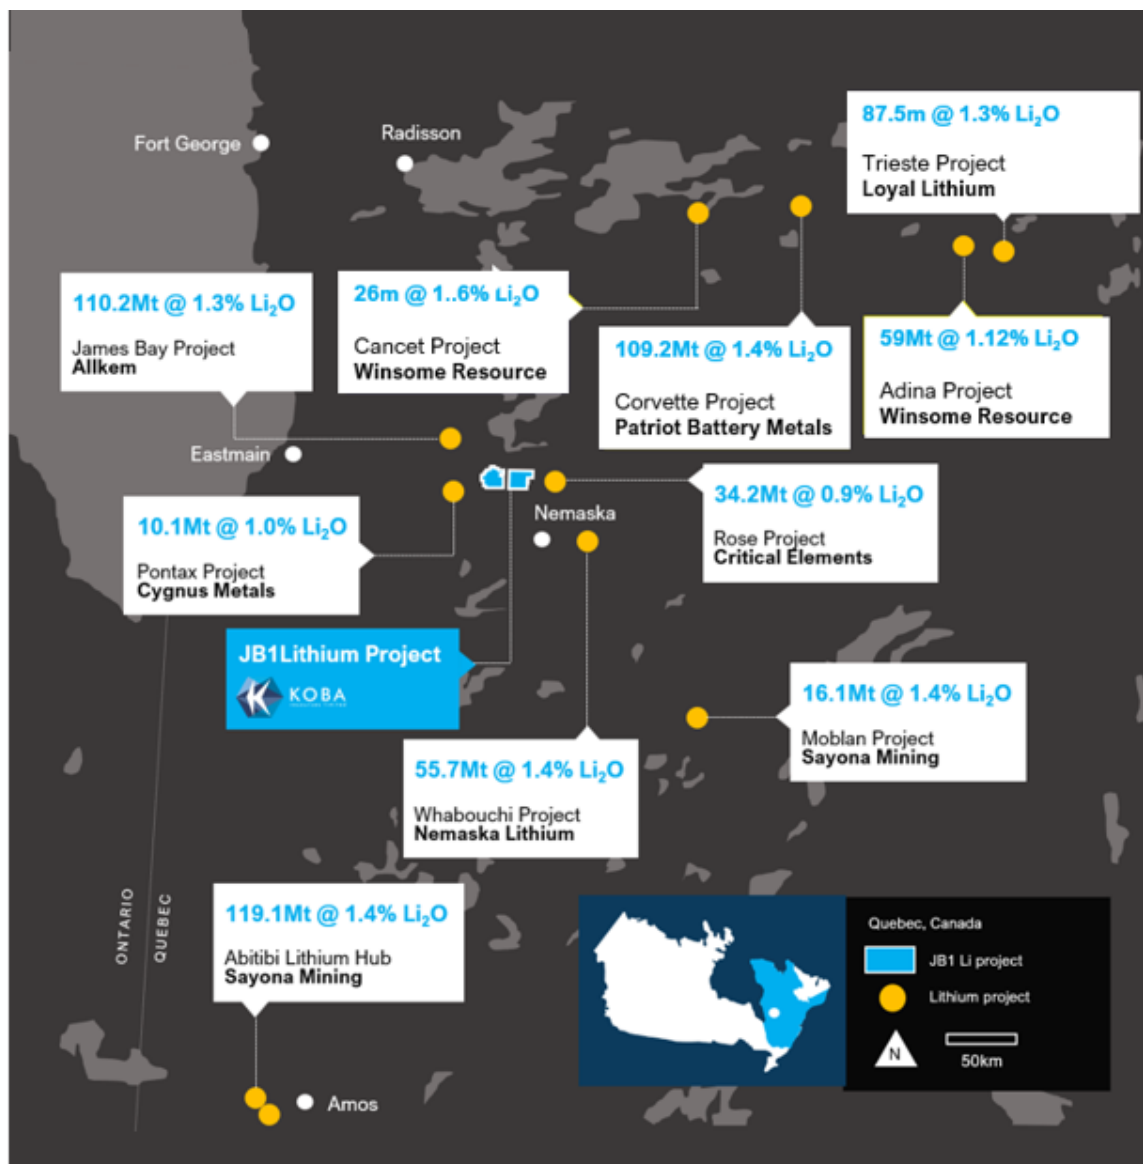 Fort George
Radisson
87.5m @ 1.3% Li₂O
Trieste Project
Loyal Lithium
110.2Mt @ 1.3% Li₂O
James Bay Project
Allkem
26m @ 1..6% Li₂O
Cancet Project
Winsome Resource
109.2Mt @ 1.4% Li₂O
Corvette Project
Patriot Battery Metals
59Mt @ 1.12% Li₂O
Adina Project
Winsome Resource
Eastmain
10.1Mt @ 1.0% Li₂O
Pontax Project
Cygnus Metals
Nemaska
34.2Mt @ 0.9% Li₂O
Rose Project
Critical Elements
JB1Lithium Project
KOBA
16.1Mt @ 1.4% Li₂O
Moblan Project
Sayona Mining
55.7Mt @ 1.4% Li₂O
Whabouchi Project
Nemaska Lithium
ONTARIO
QUEBEC
119.1Mt @ 1.4% Li₂O
Abitibi Lithium Hub
Sayona Mining
Amos
Quebec, Canada
JB1 Li project
Lithium project
N
50km